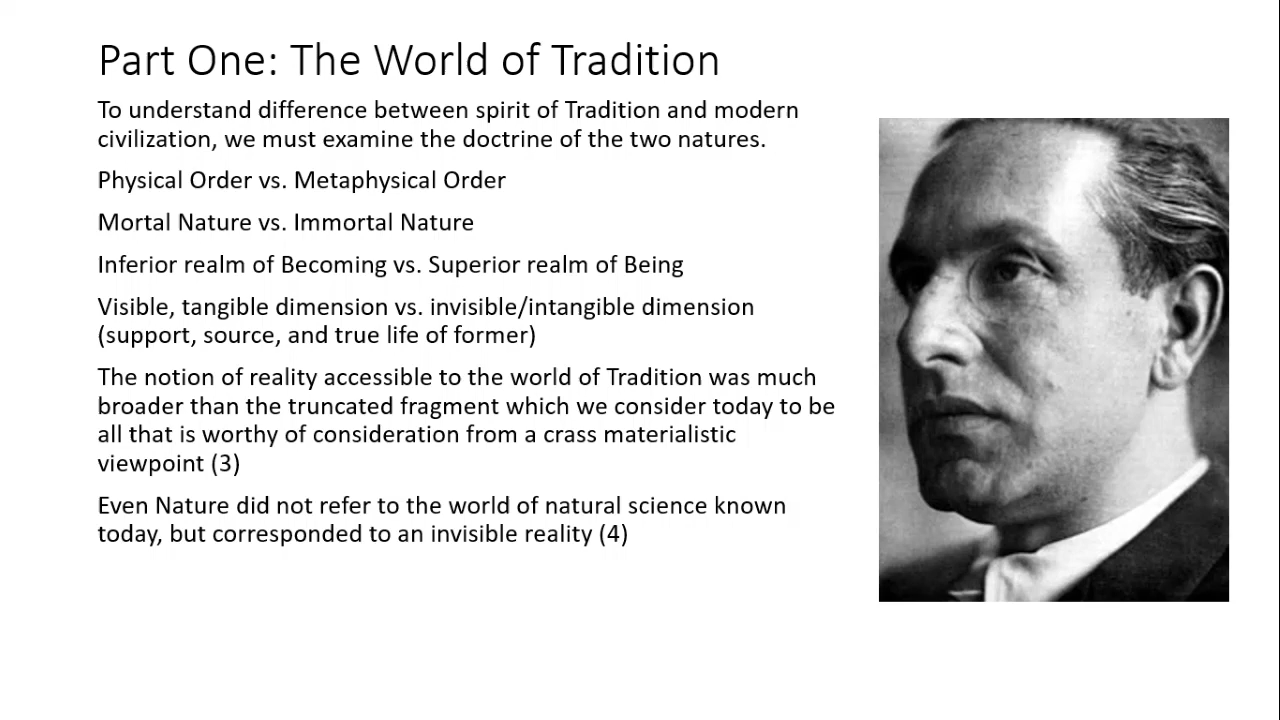 Part One: The World of Tradition
To understand difference between spirit of Tradition and modern
civilization, we must examine the doctrine of the two natures.
Physical Order vs. Metaphysical Order
Mortal Nature vs. Immortal Nature
Inferior realm of Becoming vs. Superior realm of Being
Visible, tangible dimension vs. invisible/intangible dimension
(support, source, and true life of former)
The notion of reality accessible to the world of Tradition was much
broader than the truncated fragment which we consider today to be
all that is worthy of consideration from a crass materialistic
viewpoint (3)
Even Nature did not refer to the world of natural science known
today, but corresponded to an invisible reality (4)